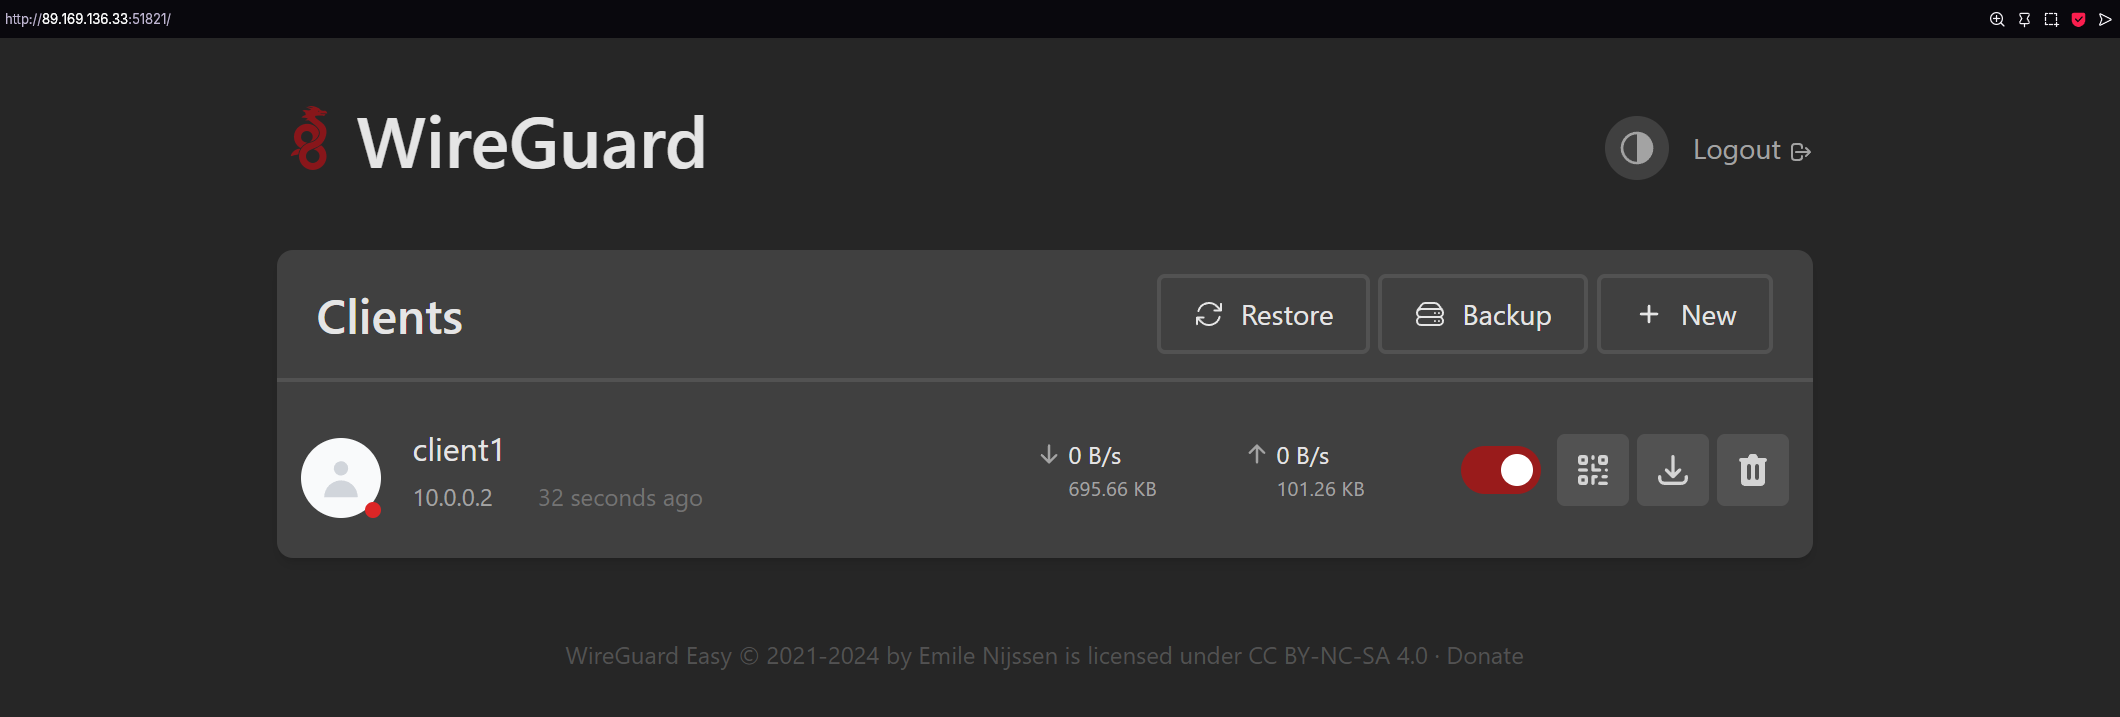 http://89.169.136.33:51821/
WireGuard
Logout
Clients
Restore
Backup
New
client1
0 B/s
0 B/s
10.0.0.2
32 seconds ago
695.66 KB
101.26 KB
WireGuard Easy © 2021-2024 by Emile Nijssen is licensed under CC BY-NC-SA 4.0 · Donate